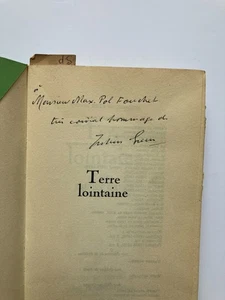 à
Monsieur Max. Pol Fouchet
très cordial hommage de
Julien Green
Terre
lointaine